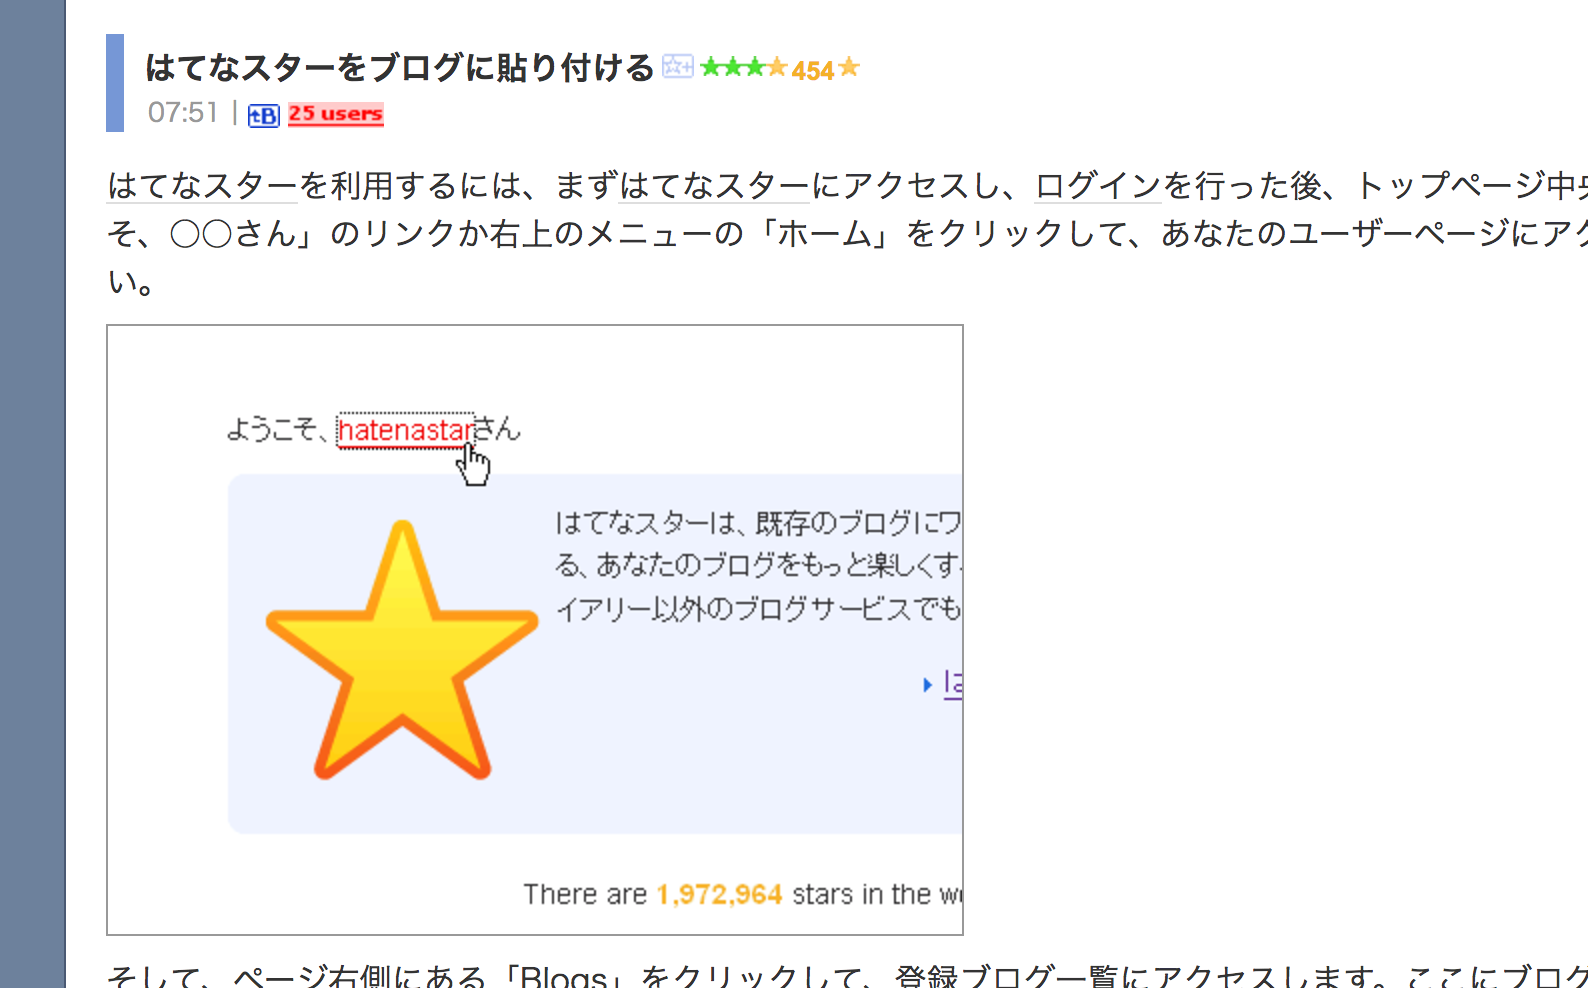 はてなスターをブログに貼り付ける ★★★★454★
07:51 | tB 25 users
はてなスターを利用するには、まずはてなスターにアクセスし、ログインを行った後、トップページ中央
そ、○○さん」のリンクか右上のメニューの「ホーム」をクリックして、あなたのユーザーページにアク
い。
ようこそ、hatenastarさん
はてなスターは、既存のブログにワ
る、あなたのブログをもっと楽しくす
イアリー以外のブログサービスでも
は
There are 1,972,964 stars in the w
そして、ページ右側にある「Blogs」をクリックして、登録ブログ一覧にアクセスします。ここにブログ